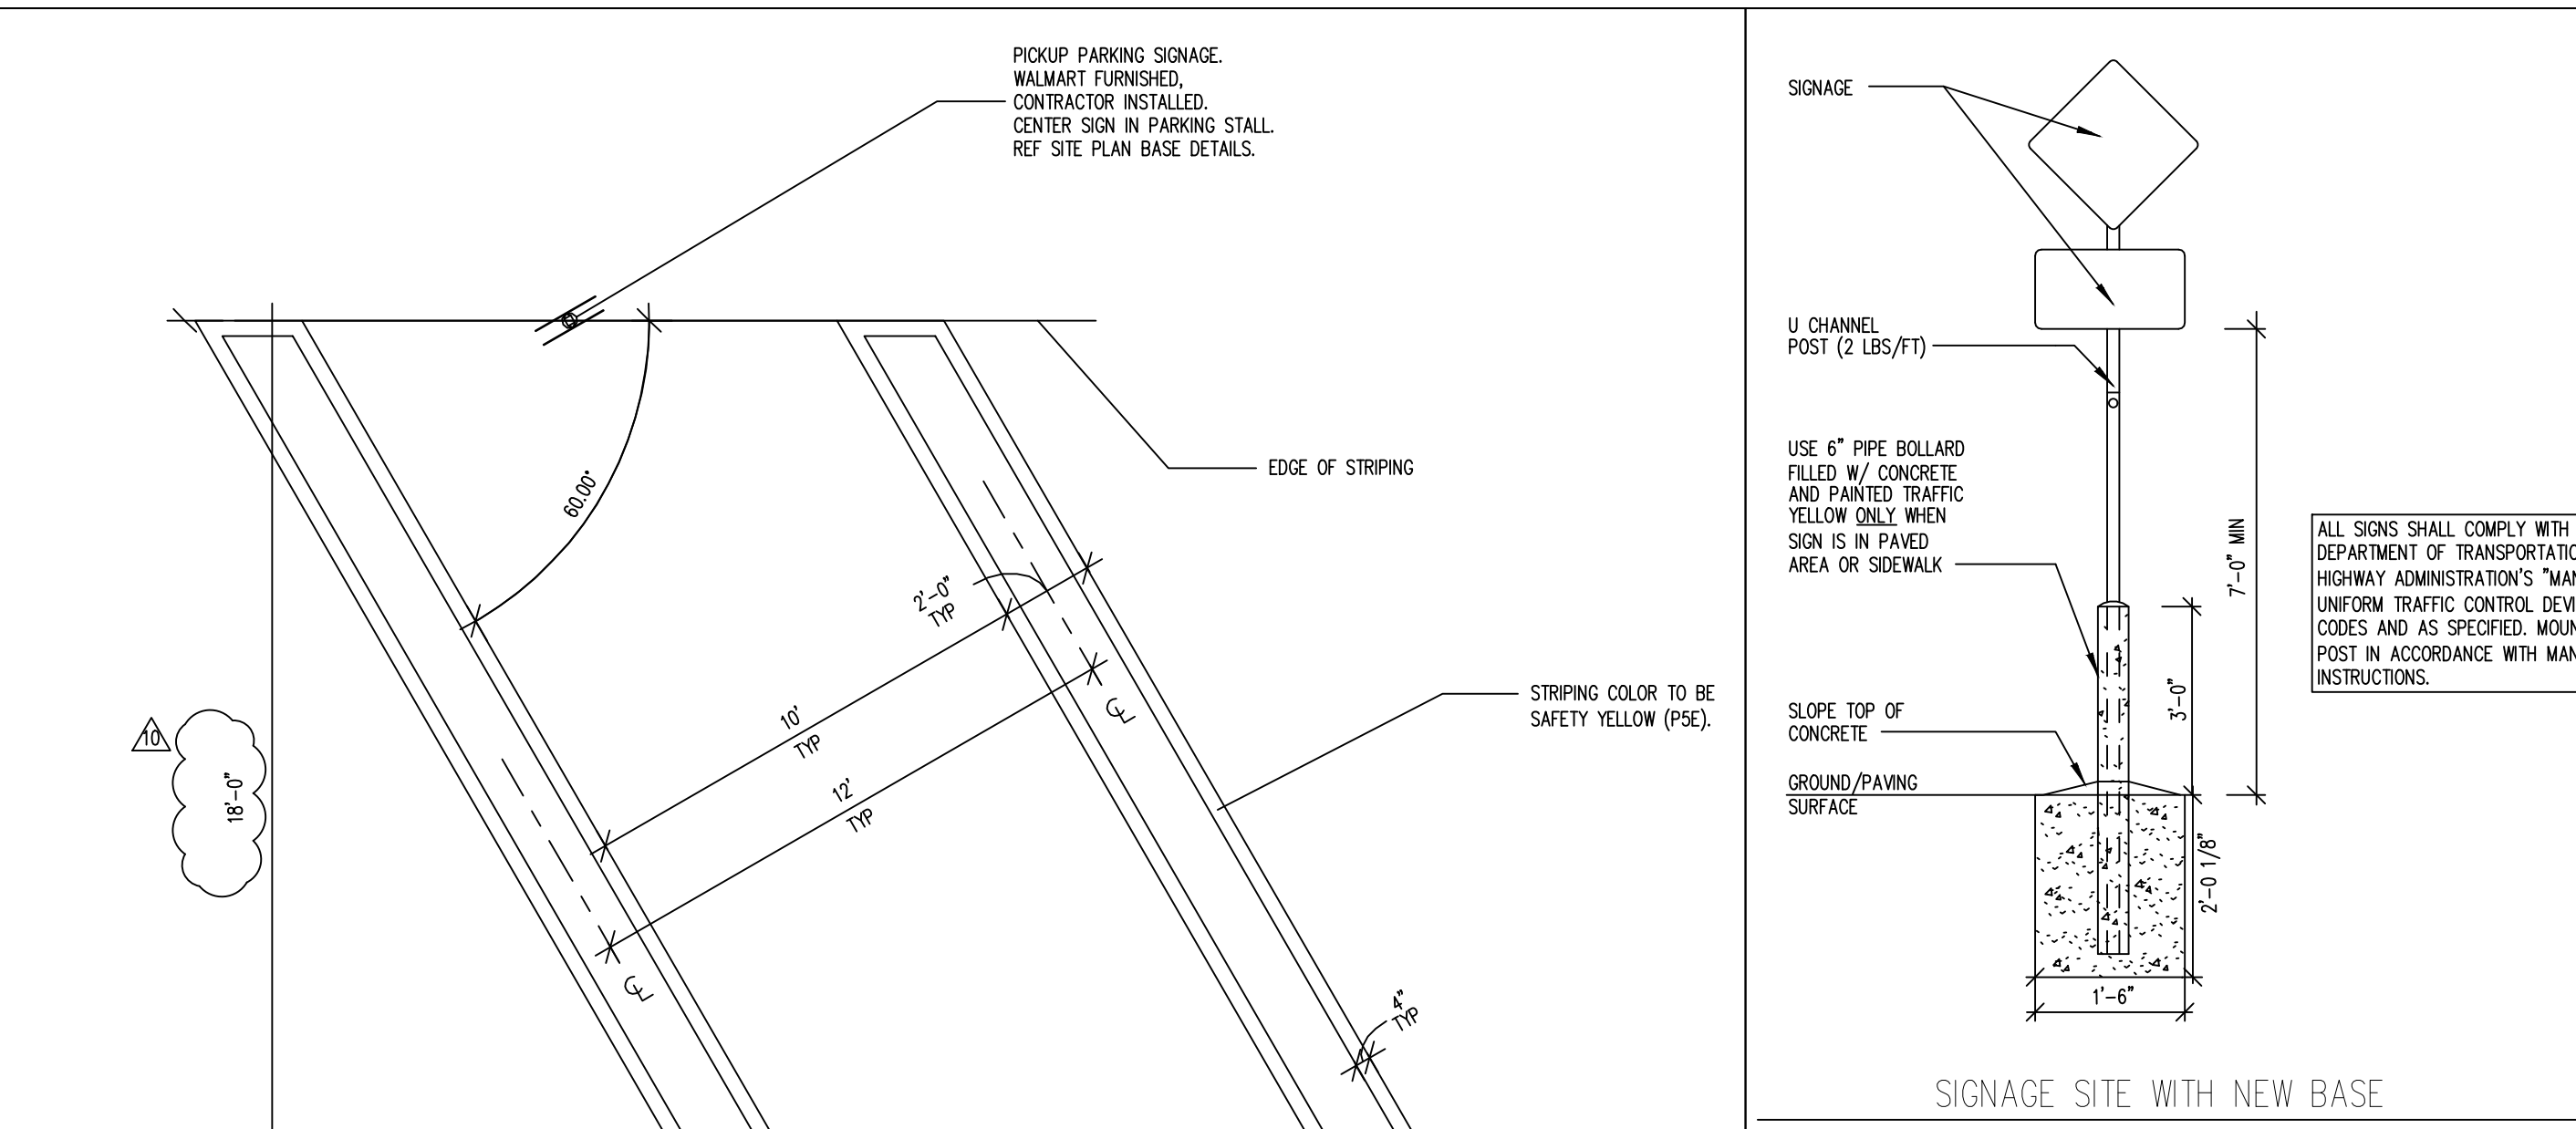 PICKUP PARKING SIGNAGE.
WALMART FURNISHED,
CONTRACTOR INSTALLED.
CENTER SIGN IN PARKING STALL.
REF SITE PLAN BASE DETAILS.
60.00°
EDGE OF STRIPING
2'-0"
TYP
10'
TYP
12'
TYP
℄
℄
STRIPING COLOR TO BE
SAFETY YELLOW (P5E).
10
18'-0"
4"
TYP
SIGNAGE
U CHANNEL
POST (2 LBS/FT)
USE 6" PIPE BOLLARD
FILLED W/ CONCRETE
AND PAINTED TRAFFIC
YELLOW ONLY WHEN
SIGN IS IN PAVED
AREA OR SIDEWALK
SLOPE TOP OF
CONCRETE
GROUND/PAVING
SURFACE
7'-0" MIN
3'-0"
2'-0 1/8"
1'-6"
ALL SIGNS SHALL COMPLY WITH
DEPARTMENT OF TRANSPORTATIO
HIGHWAY ADMINISTRATION'S "MAN
UNIFORM TRAFFIC CONTROL DEVI
CODES AND AS SPECIFIED. MOUN
POST IN ACCORDANCE WITH MAN
INSTRUCTIONS.
SIGNAGE SITE WITH NEW BASE